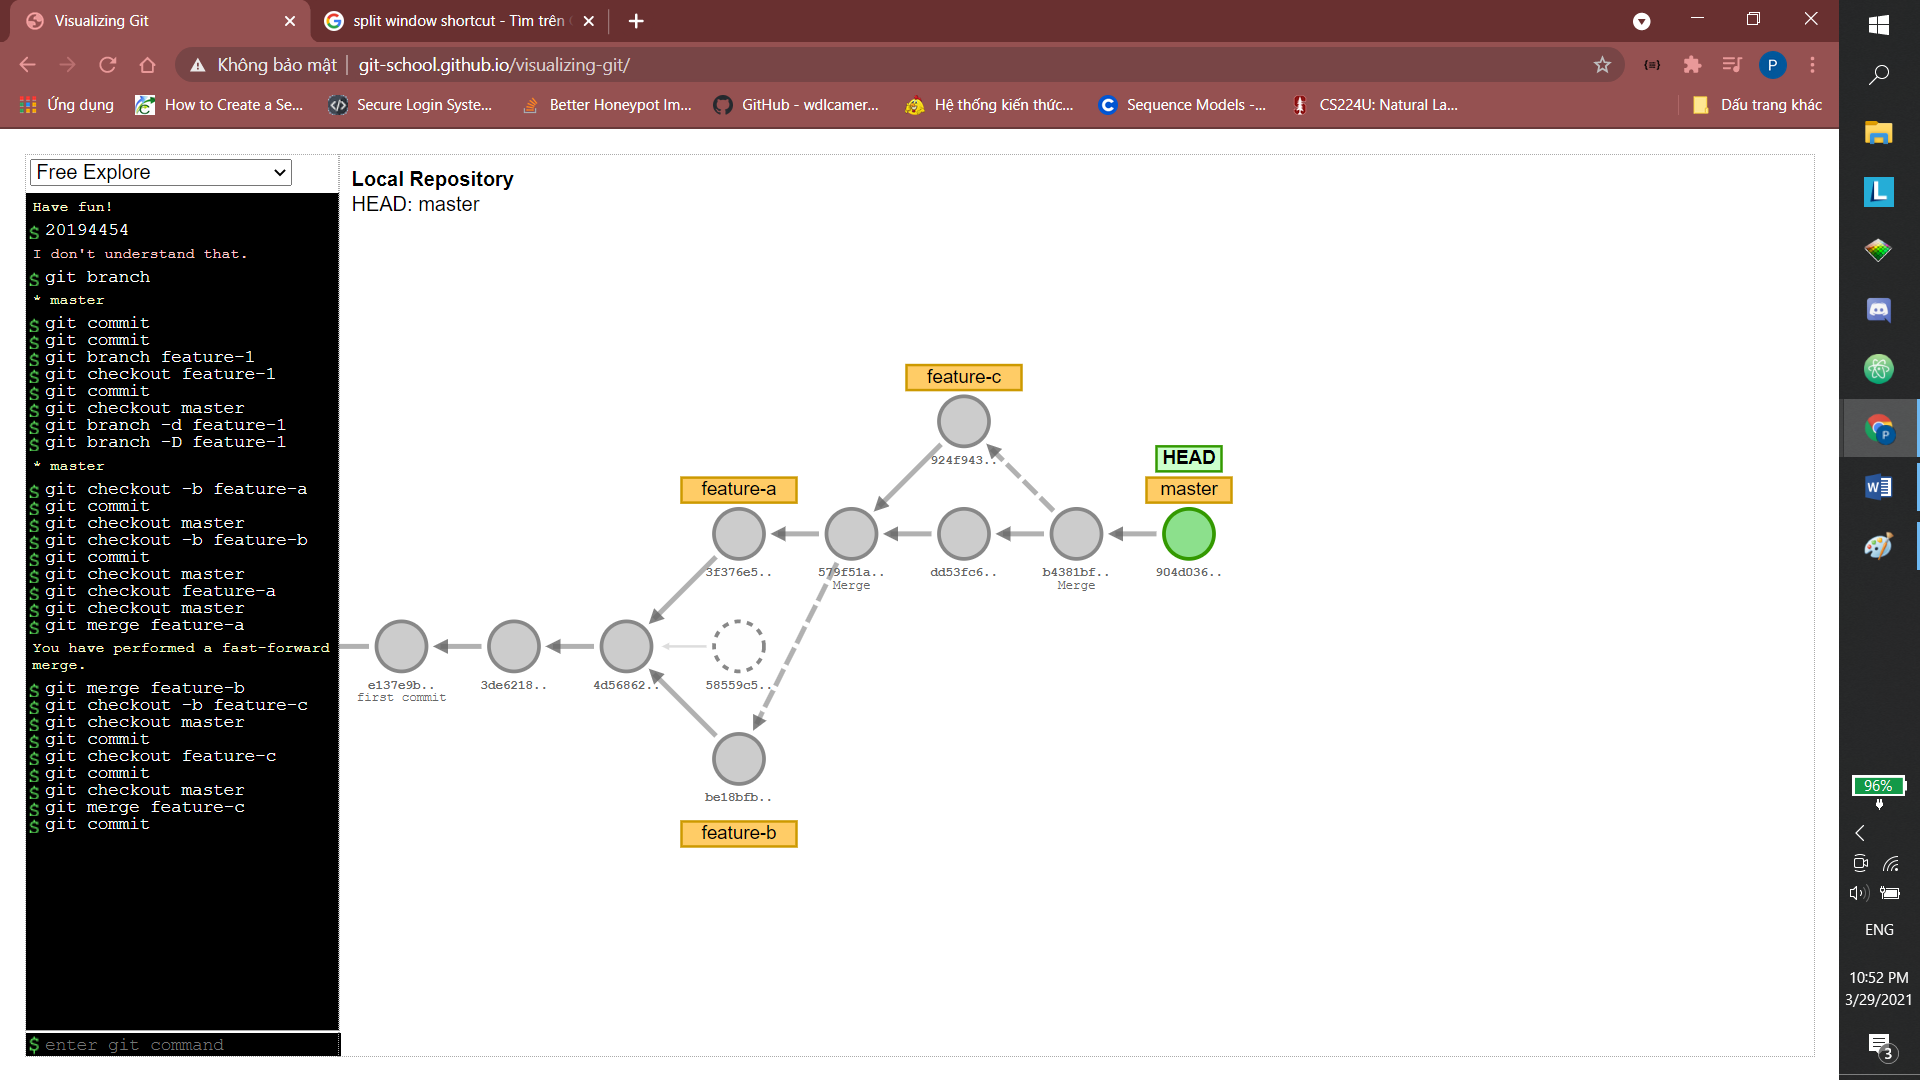 Visualizing Git
split window shortcut - Tìm trên
Không bảo mật
git-school.github.io/visualizing-git/
P
Ứng dụng
How to Create a Se...
Secure Login Syste...
Better Honeypot Im...
GitHub - wdlcamer...
Hệ thống kiến thức...
Sequence Models -...
CS224U: Natural La...
Dấu trang khác
Free Explore
Have fun!
$ 20194454
I don't understand that.
$ git branch
* master
$ git commit
$ git commit
$ git branch feature-1
$ git checkout feature-1
$ git commit
$ git checkout master
$ git branch -d feature-1
$ git branch -D feature-1
* master
$ git checkout -b feature-a
$ git commit
$ git checkout master
$ git checkout -b feature-b
$ git commit
$ git checkout master
$ git checkout feature-a
$ git checkout master
$ git merge feature-a
You have performed a fast-forward
merge.
$ git merge feature-b
$ git checkout -b feature-c
$ git checkout master
$ git commit
$ git checkout feature-c
$ git commit
$ git checkout master
$ git merge feature-c
$ git commit
$ enter git command
Local Repository
HEAD: master
feature-c
924f943..
HEAD
feature-a
master
3f376e5..
579f51a..
Merge
dd53fc6..
b4381bf..
Merge
904d036..
e137e9b..
first commit
3de6218..
4d56862..
58559c5..
be18bfb..
feature-b
96%
ENG
10:52 PM
3/29/2021
3